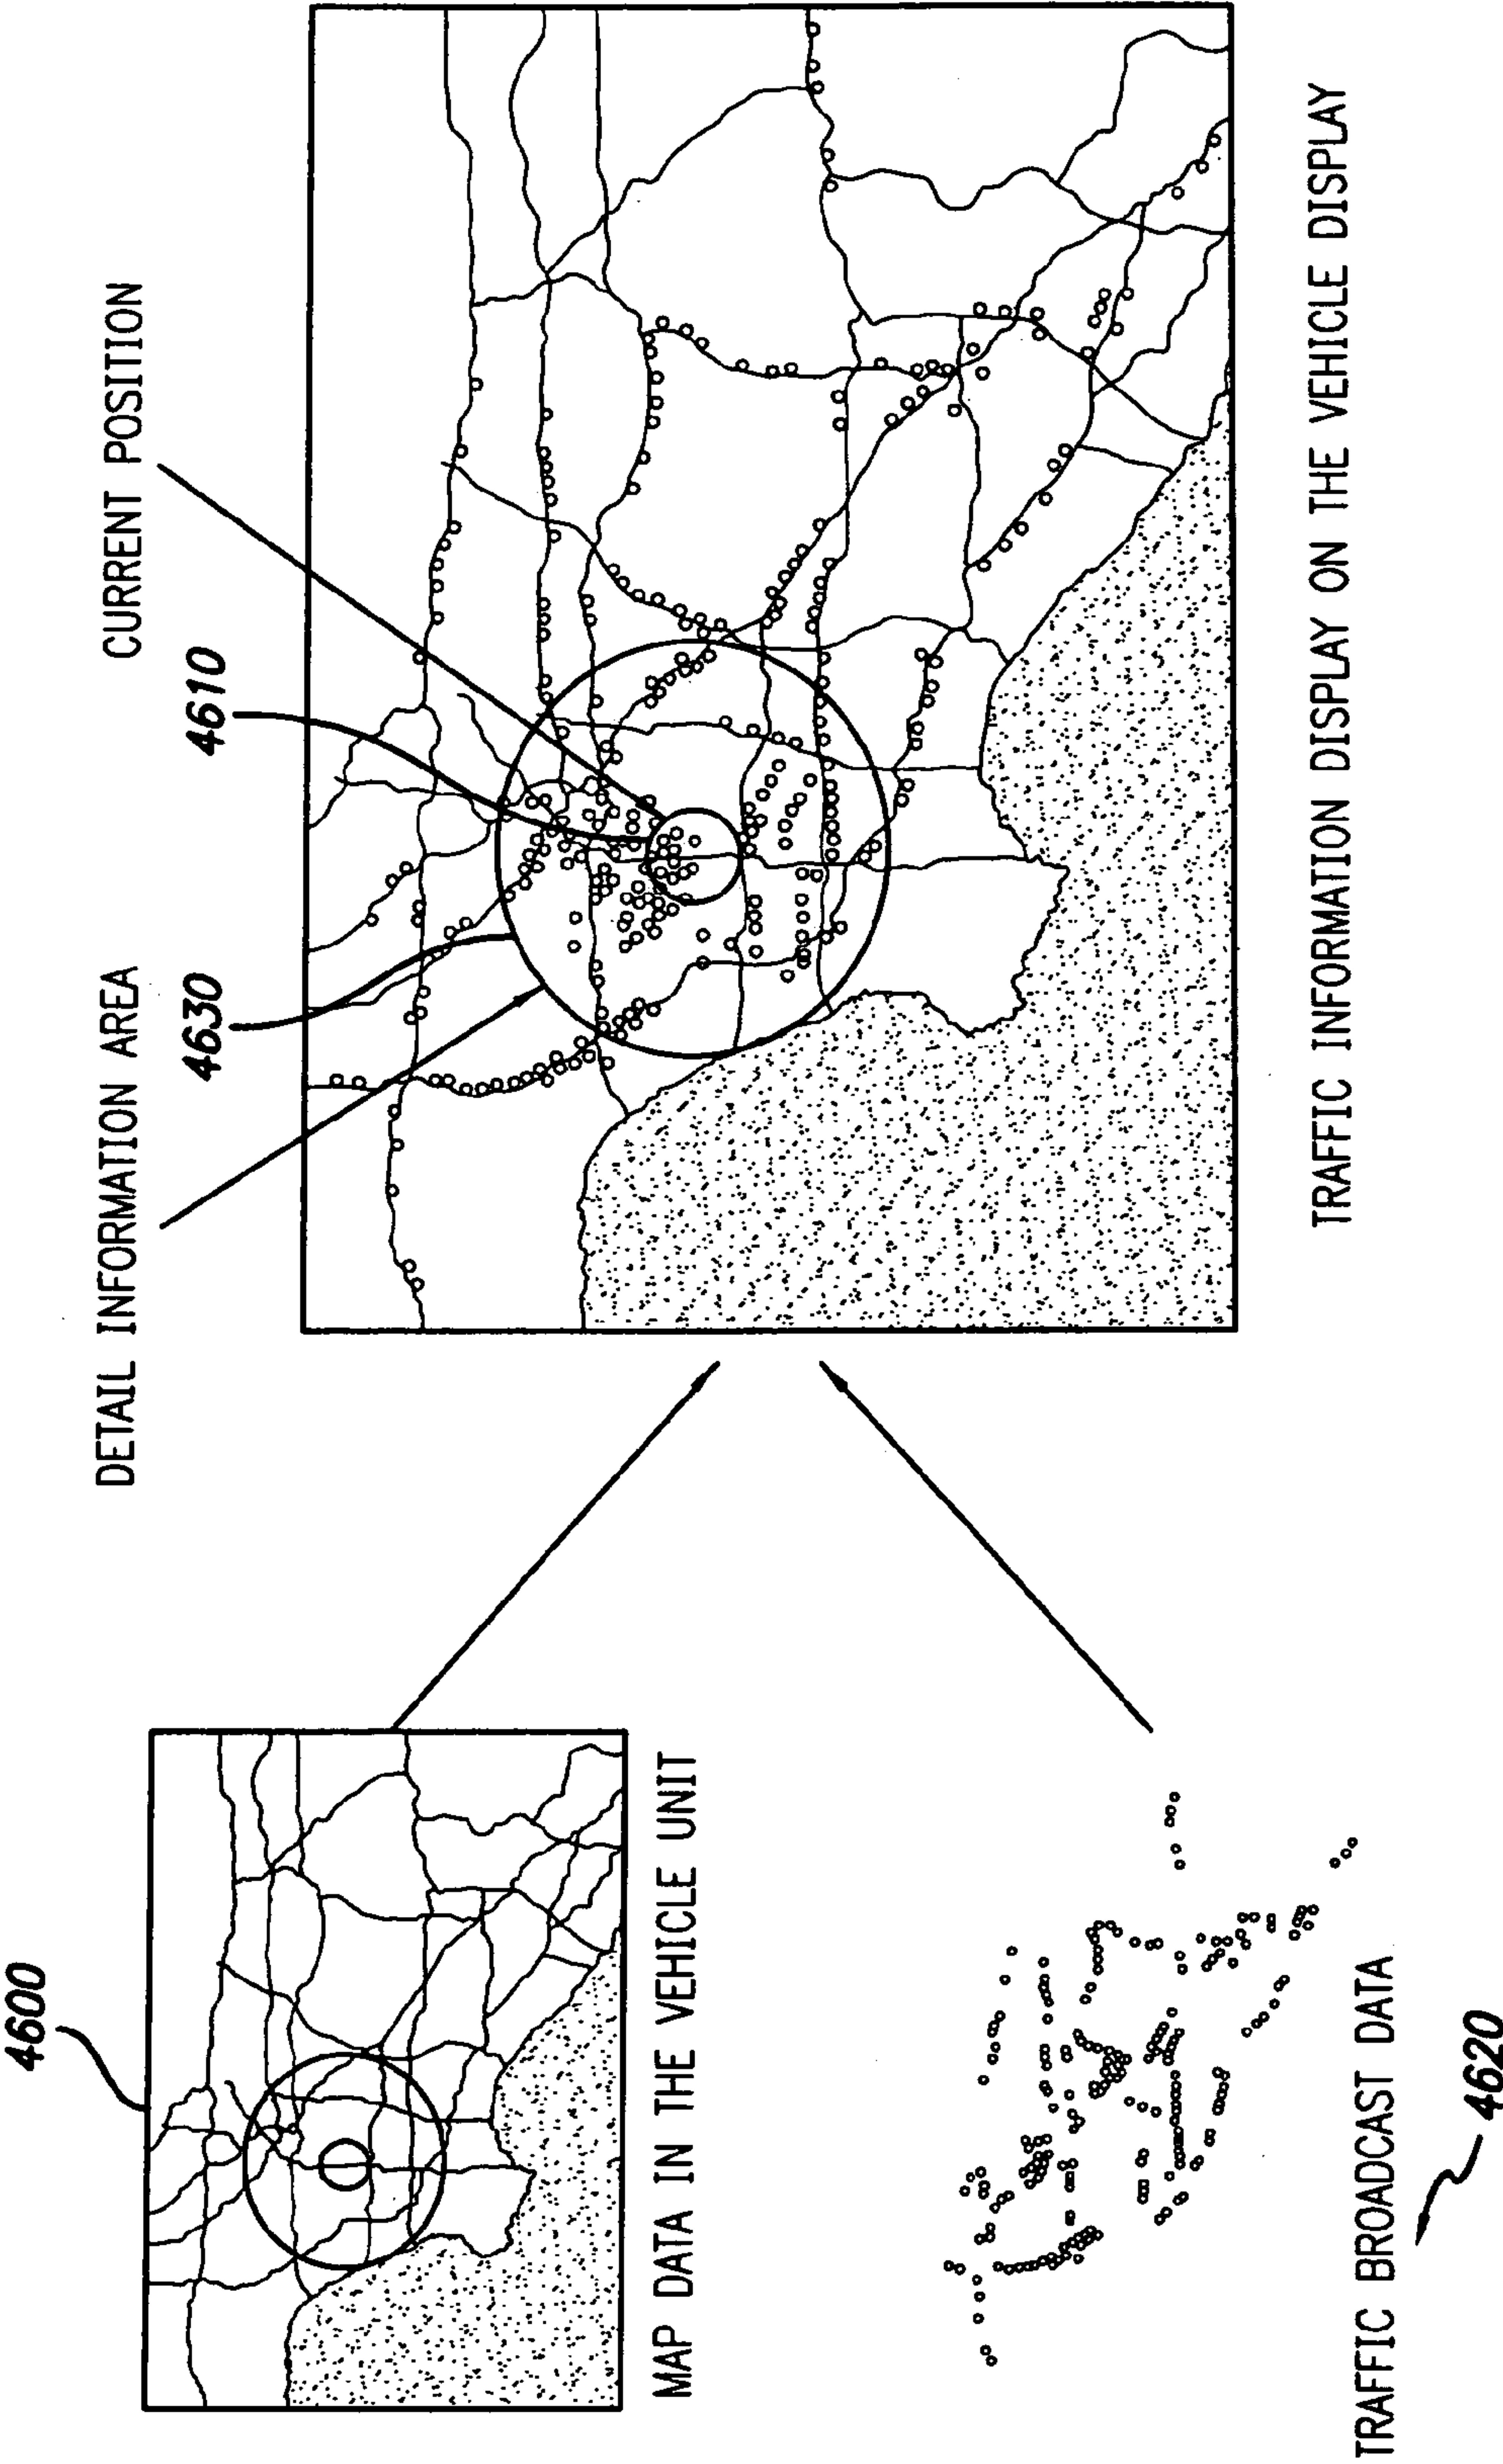 4600
MAP DATA IN THE VEHICLE UNIT
TRAFFIC BROADCAST DATA
4620
DETAIL INFORMATION AREA
4630
4610
CURRENT POSITION
TRAFFIC INFORMATION DISPLAY ON THE VEHICLE DISPLAY